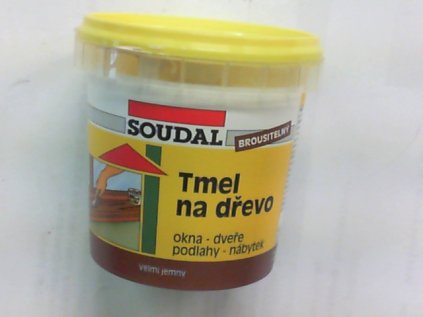 SOUDAL
BROUSITELNÝ
Tmel
na dřevo
okna - dveře
podlahy - nábytek
velmi jemný